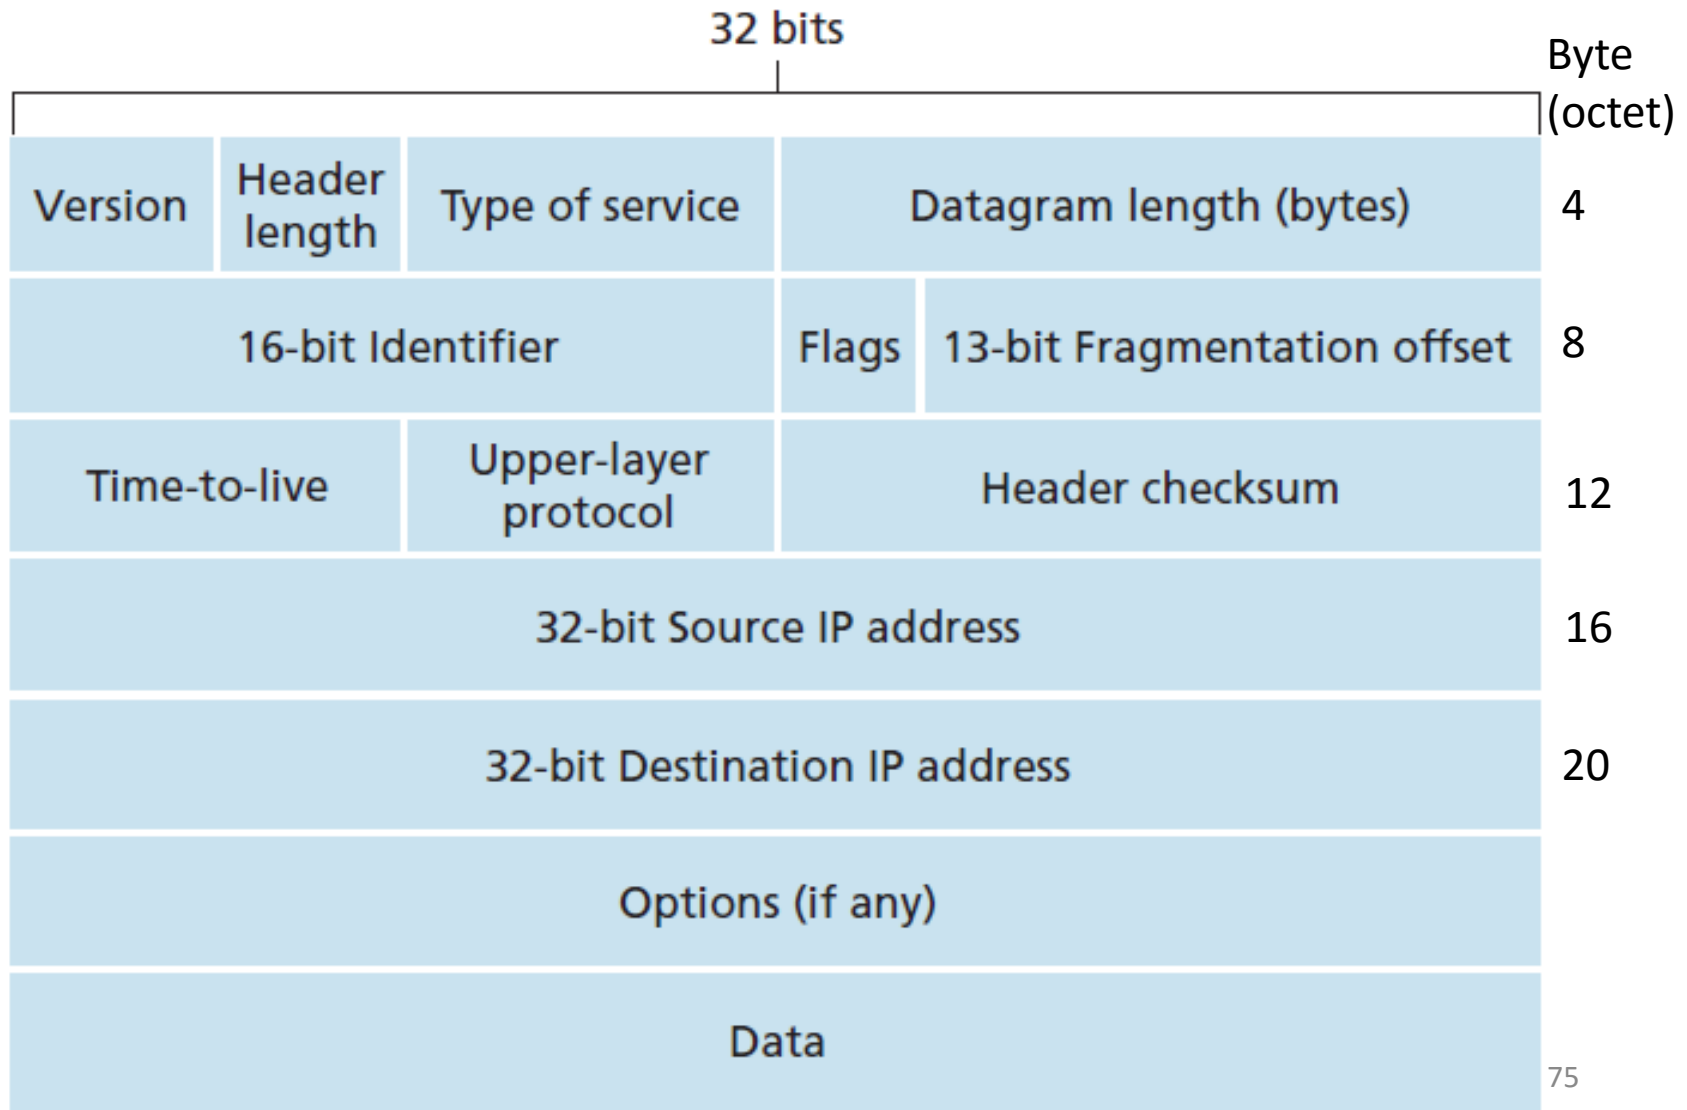 32 bits
Byte
(octet)
Version
Header
length
Type of service
Datagram length (bytes)
4
16-bit Identifier
Flags
13-bit Fragmentation offset
8
Time-to-live
Upper-layer
protocol
Header checksum
12
32-bit Source IP address
16
32-bit Destination IP address
20
Options (if any)
Data
75